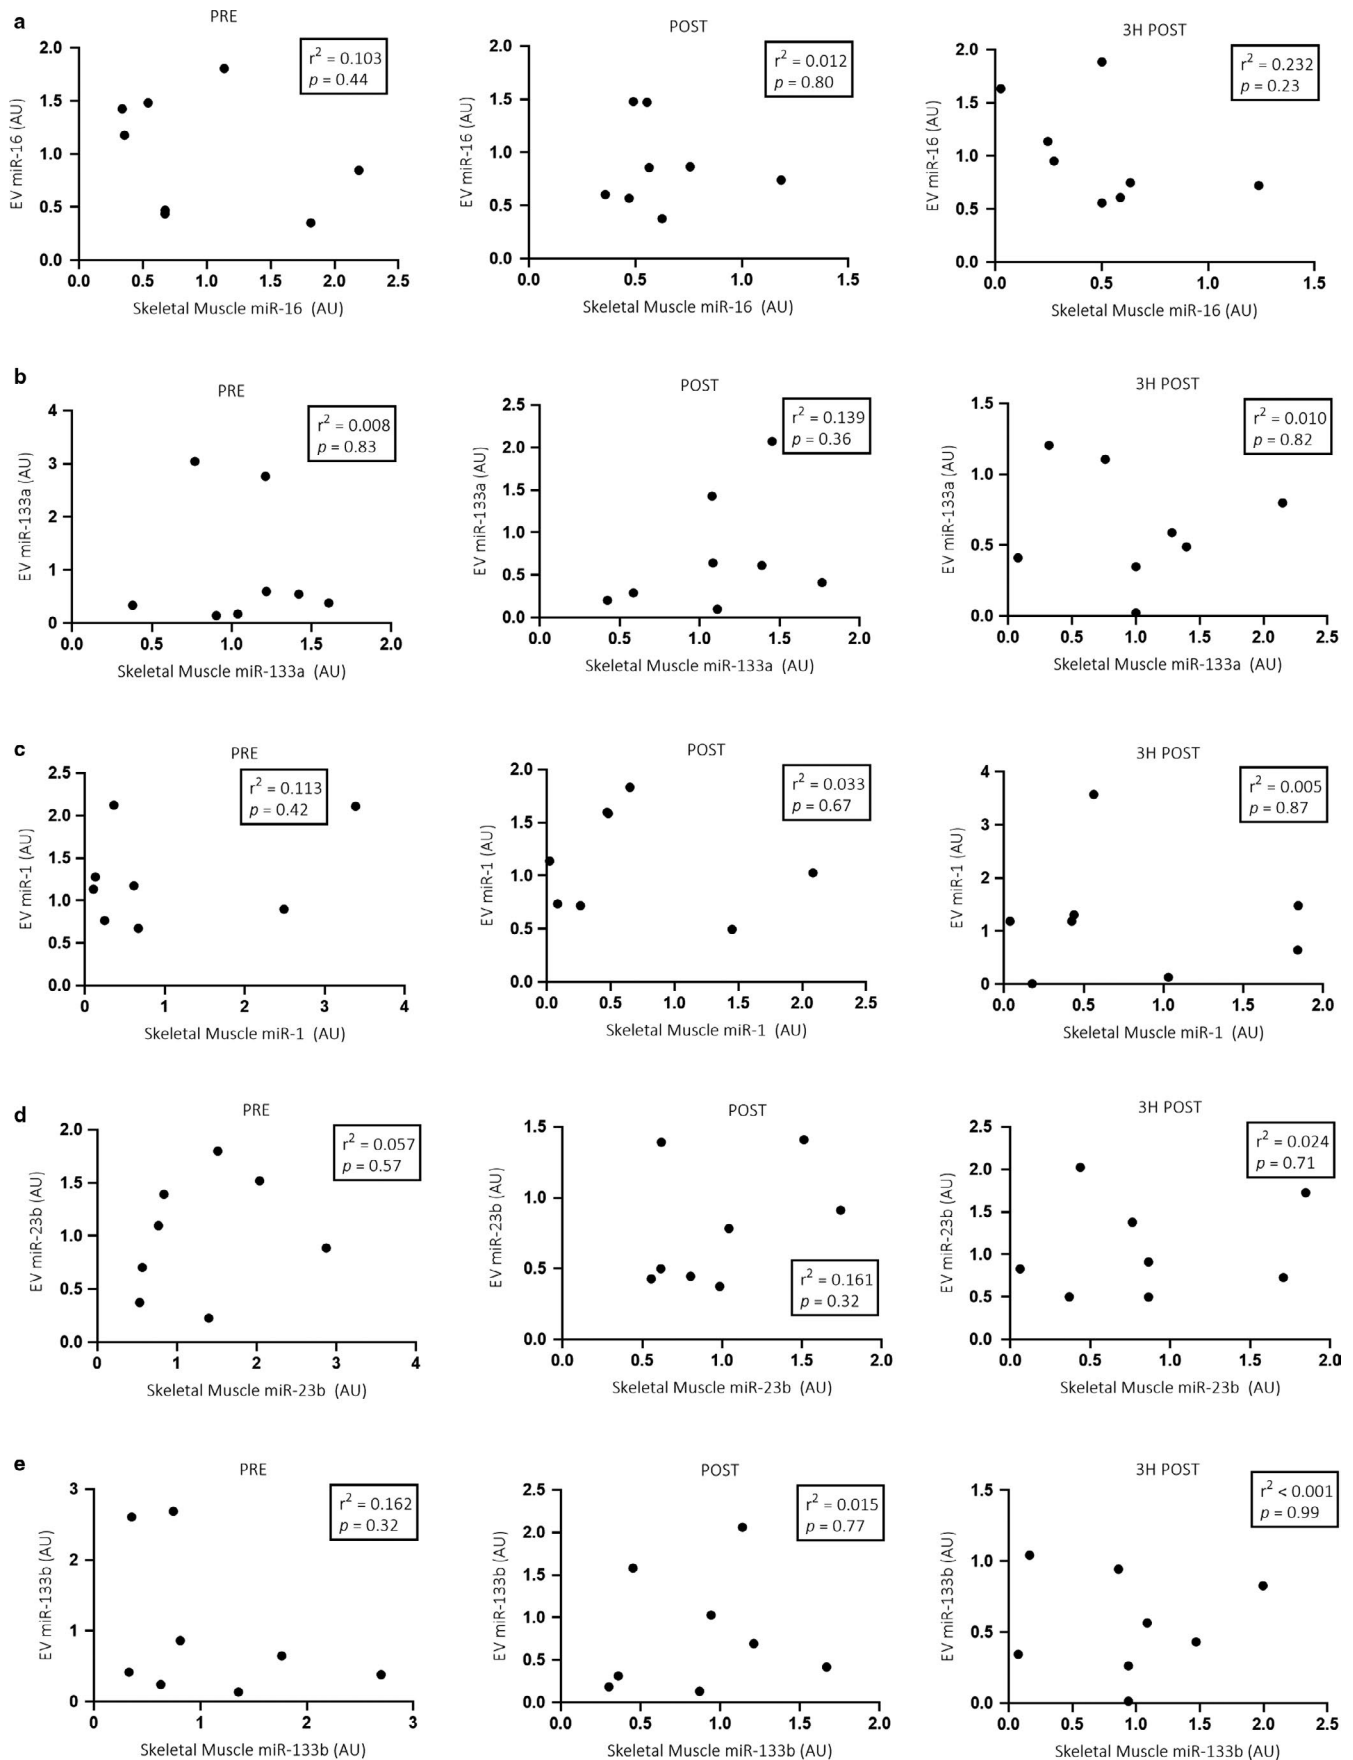 a
PRE
r² = 0.103
p = 0.44
2.0
1.5
1.0
0.5
0.0
EV miR-16 (AU)
0.0 0.5 1.0 1.5 2.0 2.5
Skeletal Muscle miR-16 (AU)
POST
r² = 0.012
p = 0.80
2.0
1.5
1.0
0.5
0.0
EV miR-16 (AU)
0.0 0.5 1.0 1.5
Skeletal Muscle miR-16 (AU)
3H POST
r² = 0.232
p = 0.23
2.0
1.5
1.0
0.5
0.0
EV miR-16 (AU)
0.0 0.5 1.0 1.5
Skeletal Muscle miR-16 (AU)
b
PRE
r² = 0.008
p = 0.83
4
3
2
1
0
EV miR-133a (AU)
0.0 0.5 1.0 1.5 2.0
Skeletal Muscle miR-133a (AU)
POST
r² = 0.139
p = 0.36
2.5
2.0
1.5
1.0
0.5
0.0
EV miR-133a (AU)
0.0 0.5 1.0 1.5 2.0
Skeletal Muscle miR-133a (AU)
3H POST
r² = 0.010
p = 0.82
1.5
1.0
0.5
0.0
EV miR-133a (AU)
0.0 0.5 1.0 1.5 2.0 2.5
Skeletal Muscle miR-133a (AU)
c
PRE
r² = 0.113
p = 0.42
2.5
2.0
1.5
1.0
0.5
0.0
EV miR-1 (AU)
0 1 2 3 4
Skeletal Muscle miR-1 (AU)
POST
r² = 0.033
p = 0.67
2.0
1.5
1.0
0.5
0.0
EV miR-1 (AU)
0.0 0.5 1.0 1.5 2.0 2.5
Skeletal Muscle miR-1 (AU)
3H POST
r² = 0.005
p = 0.87
4
3
2
1
0
EV miR-1 (AU)
0.0 0.5 1.0 1.5 2.0
Skeletal Muscle miR-1 (AU)
d
PRE
r² = 0.057
p = 0.57
2.0
1.5
1.0
0.5
0.0
EV miR-23b (AU)
0 1 2 3 4
Skeletal Muscle miR-23b (AU)
POST
r² = 0.161
p = 0.32
1.5
1.0
0.5
0.0
EV miR-23b (AU)
0.0 0.5 1.0 1.5 2.0
Skeletal Muscle miR-23b (AU)
3H POST
r² = 0.024
p = 0.71
2.5
2.0
1.5
1.0
0.5
0.0
EV miR-23b (AU)
0.0 0.5 1.0 1.5 2.0
Skeletal Muscle miR-23b (AU)
e
PRE
r² = 0.162
p = 0.32
3
2
1
0
EV miR-133b (AU)
0 1 2 3
Skeletal Muscle miR-133b (AU)
POST
r² = 0.015
p = 0.77
2.5
2.0
1.5
1.0
0.5
0.0
EV miR-133b (AU)
0.0 0.5 1.0 1.5 2.0
Skeletal Muscle miR-133b (AU)
3H POST
r² < 0.001
p = 0.99
1.5
1.0
0.5
0.0
EV miR-133b (AU)
0.0 0.5 1.0 1.5 2.0 2.5
Skeletal Muscle miR-133b (AU)